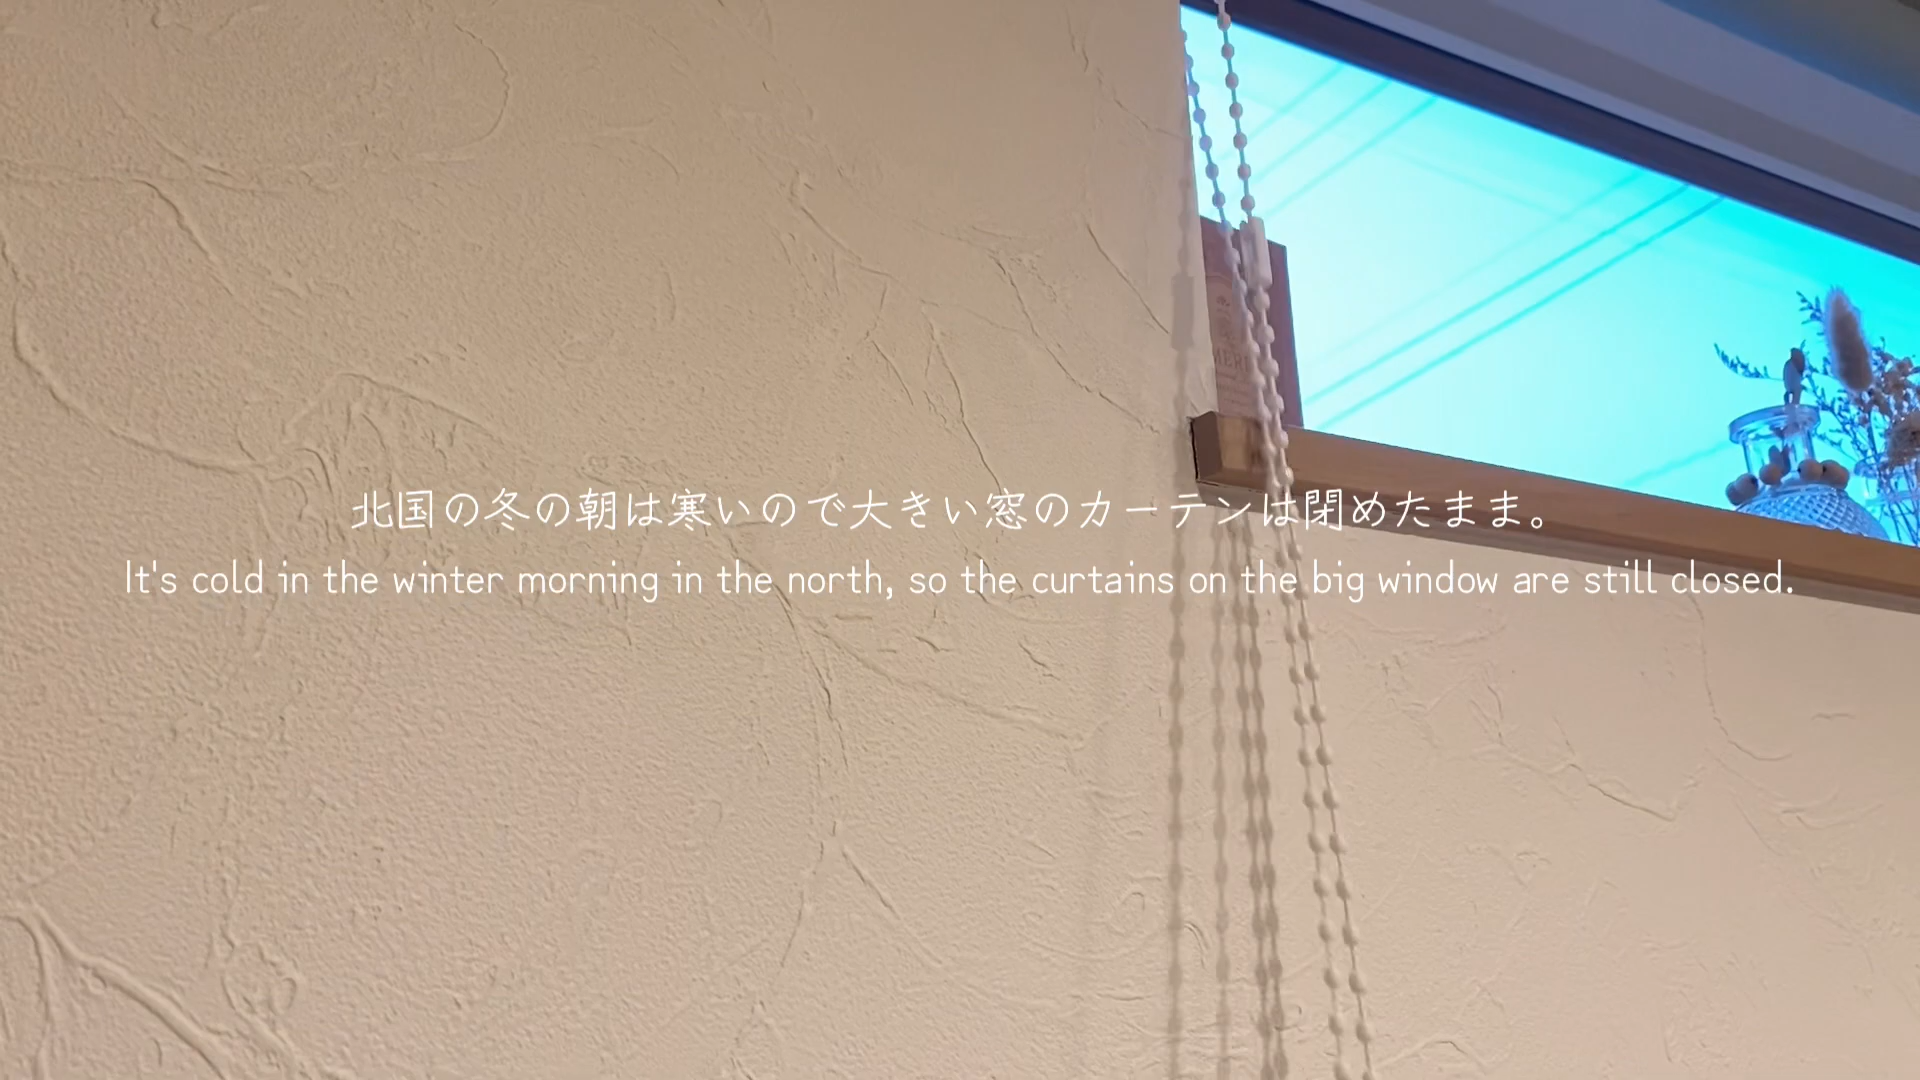 北国の冬の朝は寒いので大きい窓のカーテンは閉めたまま。
It's cold in the winter morning in the north, so the curtains on the big window are still closed.